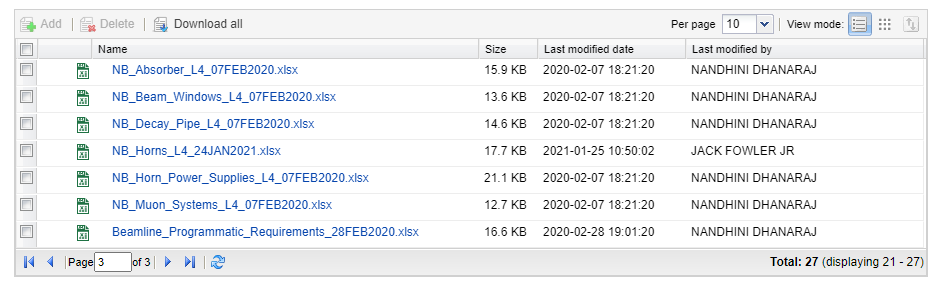 Add Delete Download all Per page 10 View mode:
Name Size Last modified date Last modified by
NB_Absorber_L4_07FEB2020.xlsx 15.9 KB 2020-02-07 18:21:20 NANDHINI DHANARAJ
NB_Beam_Windows_L4_07FEB2020.xlsx 13.6 KB 2020-02-07 18:21:20 NANDHINI DHANARAJ
NB_Decay_Pipe_L4_07FEB2020.xlsx 14.6 KB 2020-02-07 18:21:20 NANDHINI DHANARAJ
NB_Horns_L4_24JAN2021.xlsx 17.7 KB 2021-01-25 10:50:02 JACK FOWLER JR
NB_Horn_Power_Supplies_L4_07FEB2020.xlsx 21.1 KB 2020-02-07 18:21:20 NANDHINI DHANARAJ
NB_Muon_Systems_L4_07FEB2020.xlsx 12.7 KB 2020-02-07 18:21:20 NANDHINI DHANARAJ
Beamline_Programmatic_Requirements_28FEB2020.xlsx 16.6 KB 2020-02-28 19:01:20 NANDHINI DHANARAJ
Page 3 of 3 Total: 27 (displaying 21 - 27)